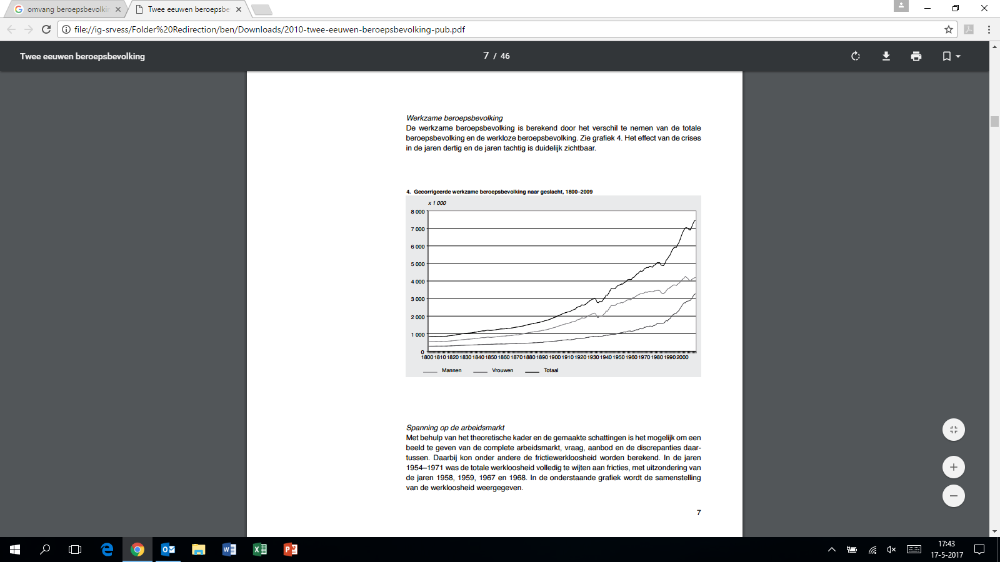 omvang beroepsbevolkin
Twee eeuwen beroepsbe
file://ig-srvess/Folder%20Redirection/ben/Downloads/2010-twee-eeuwen-beroepsbevolking-pub.pdf
Twee eeuwen beroepsbevolking
7 / 46
Werkzame beroepsbevolking
De werkzame beroepsbevolking is berekend door het verschil te nemen van de totale
beroepsbevolking en de werkloze beroepsbevolking. Zie grafiek 4. Het effect van de crises
in de jaren dertig en de jaren tachtig is duidelijk zichtbaar.
4. Gecorrigeerde werkzame beroepsbevolking naar geslacht, 1800–2009
x 1 000
8 000
7 000
6 000
5 000
4 000
3 000
2 000
1 000
0
1800 1810 1820 1830 1840 1850 1860 1870 1880 1890 1900 1910 1920 1930 1940 1950 1960 1970 1980 1990 2000
Mannen Vrouwen Totaal
Spanning op de arbeidsmarkt
Met behulp van het theoretische kader en de gemaakte schattingen is het mogelijk om een
beeld te geven van de complete arbeidsmarkt, vraag, aanbod en de discrepanties daar-
tussen. Daarbij kon onder andere de frictiewerkloosheid worden berekend. In de jaren
1954–1971 was de totale werkloosheid volledig te wijten aan fricties, met uitzondering van
de jaren 1958, 1959, 1967 en 1968. In de onderstaande grafiek wordt de samenstelling
van de werkloosheid weergegeven.
7
17:43
17-5-2017